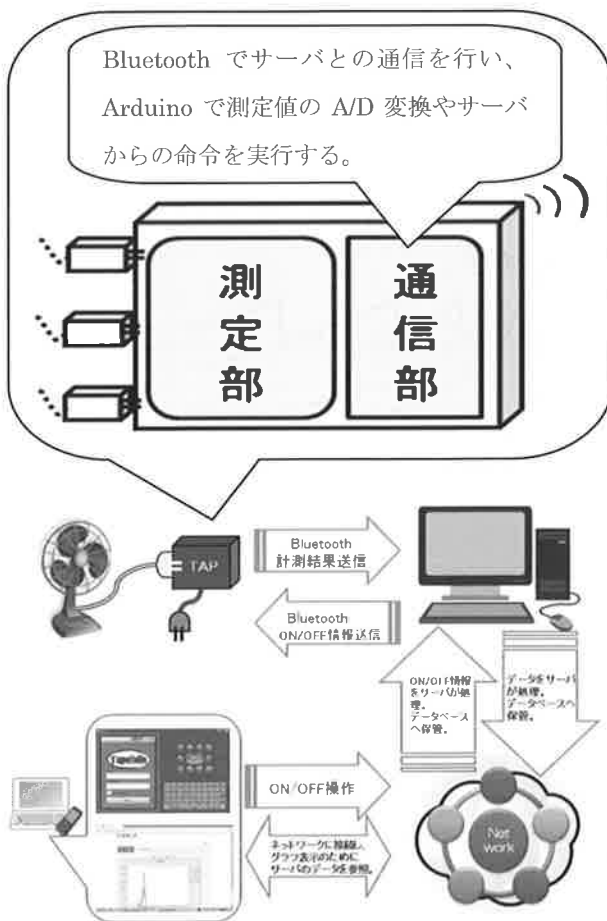 Bluetooth でサーバとの通信を行い、
Arduino で測定値の A/D 変換やサーバ
からの命令を実行する。
測定部
通信部
TAP
Bluetooth
計測結果送信
Bluetooth
ON/OFF情報送信
ON/OFF情報
をサーバが処
理。
データベース
へ保管。
データをサーバ
が処理。
データベースへ
保管。
ON/OFF操作
ネットワークに接続し
グラフ表示のために
サーバのデータを参照。
Net
work